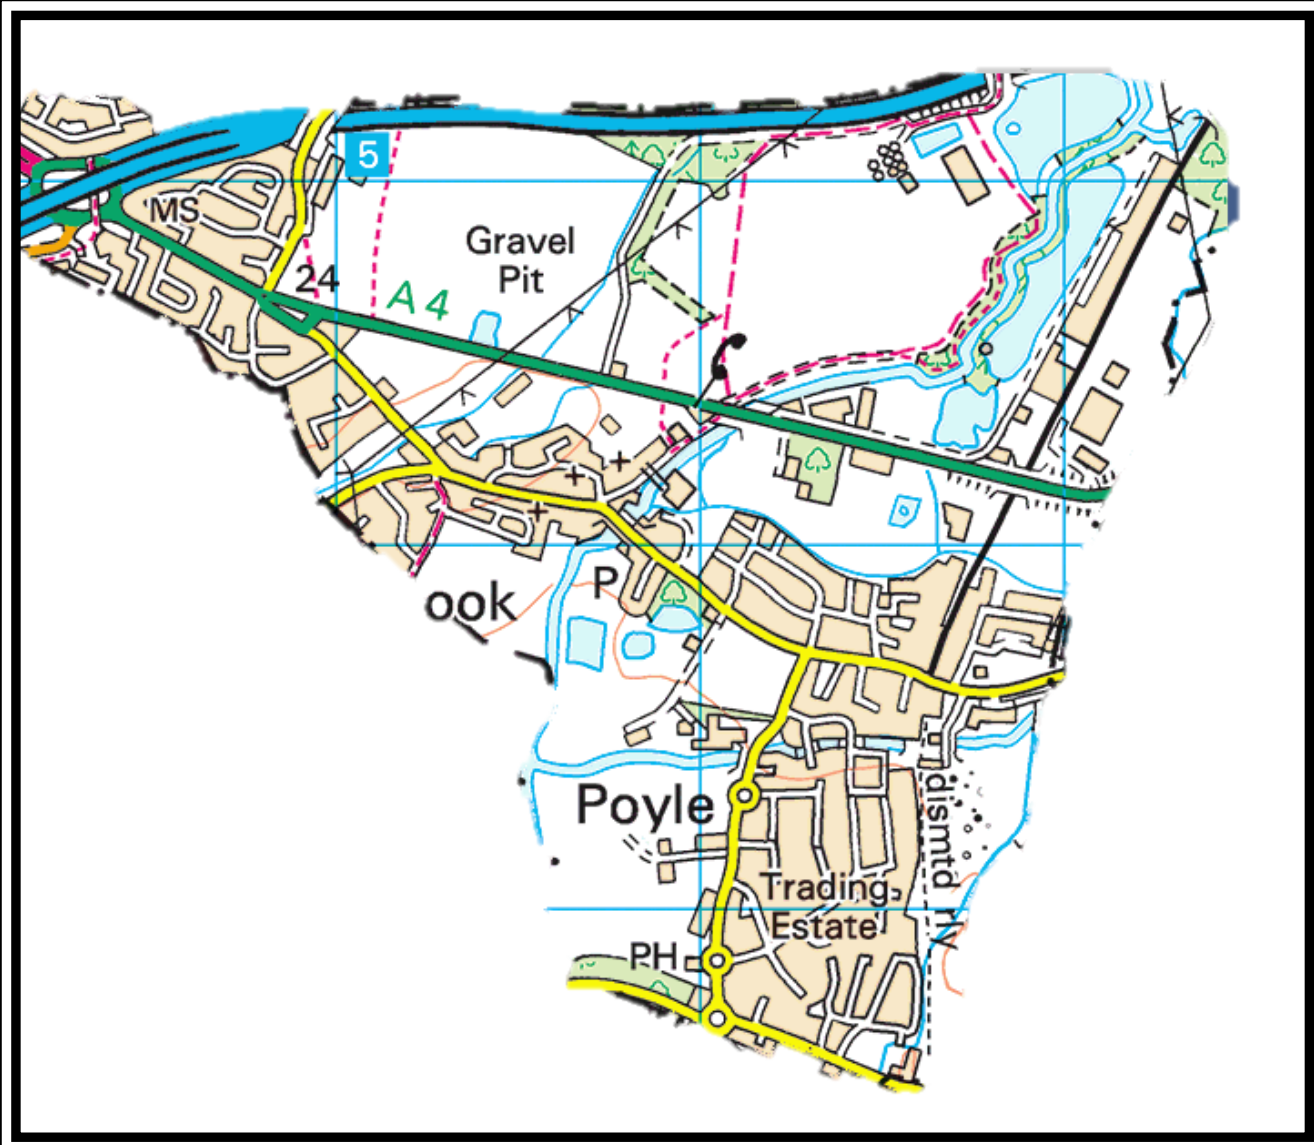 5
MS
Gravel
Pit
24
A 4
P
ook
Poyle
dismtd rly
Trading
Estate
PH